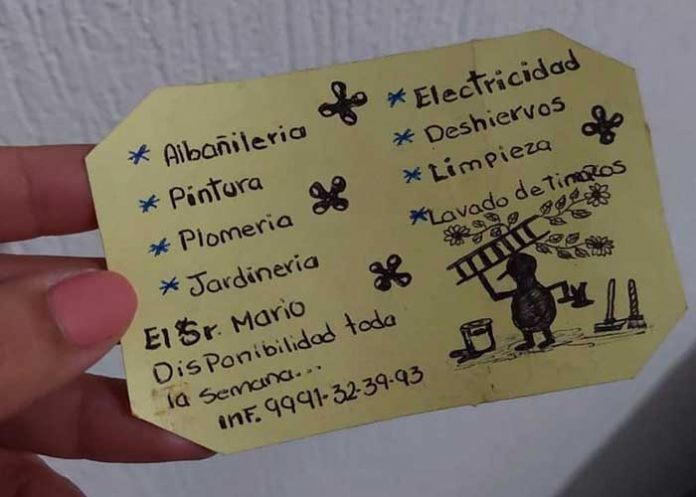 * Albañileria
* Pintura
* Plomeria
* Jardineria
* Electricidad
* Deshiervos
* Limpieza
* Lavado de Tinacos
El Sr. Mario
Disponibilidad toda
la semana...
inf. 9991-32-39-93